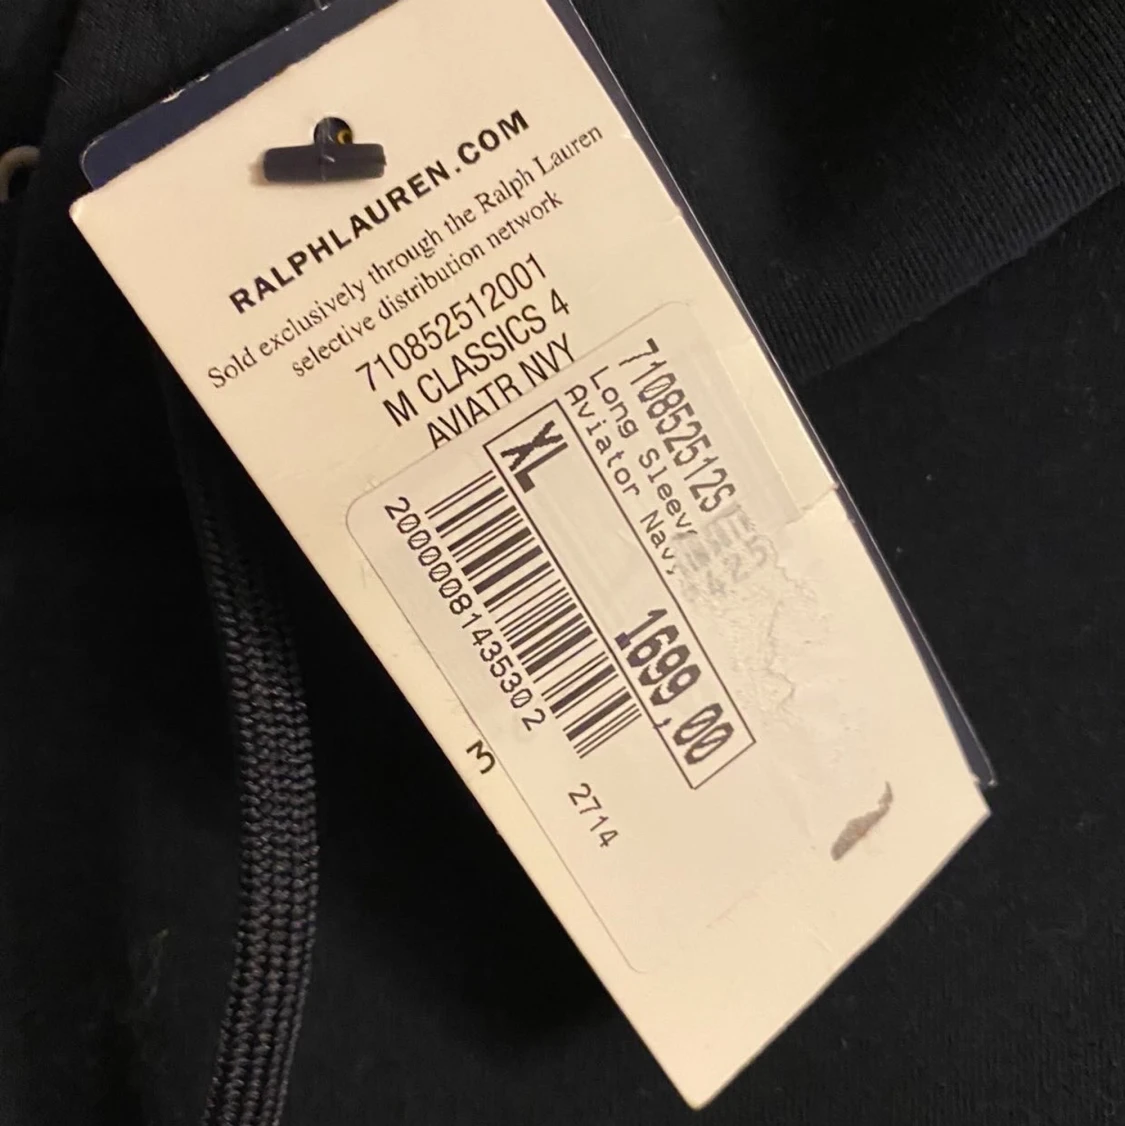 RALPHLAUREN.COM
Sold exclusively through the Ralph Lauren
selective distribution network
710852512001
M CLASSICS 4
AVIATR NVY
710852512S
Long Sleev
Aviator Navy
XL
1699,00
2000008143530 2
3
2714